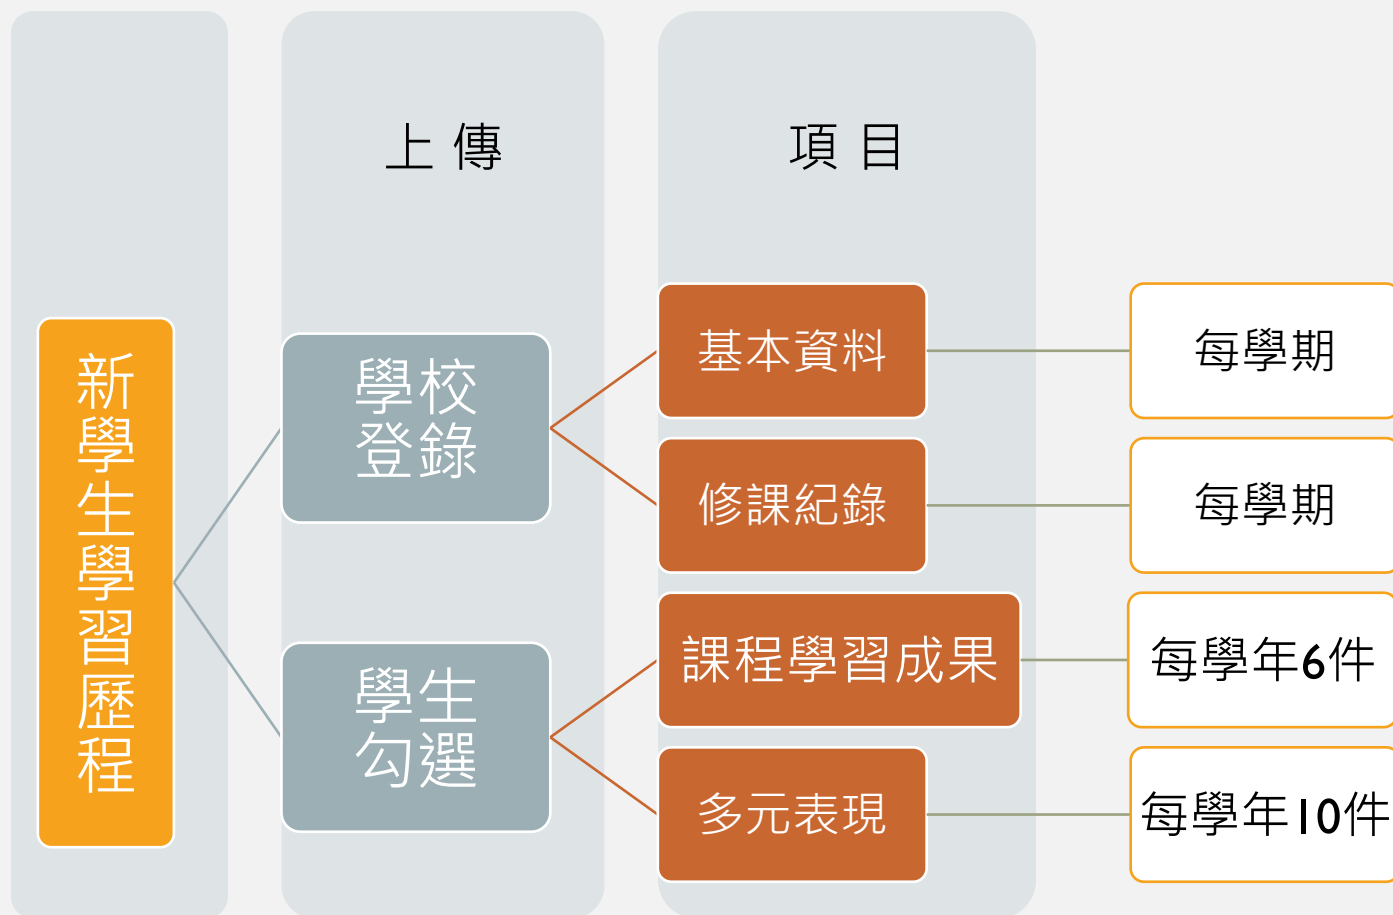 上傳
項目
新學生學習歷程
學校
登錄
基本資料
每學期
修課紀錄
每學期
學生
勾選
課程學習成果
每學年6件
多元表現
每學年10件